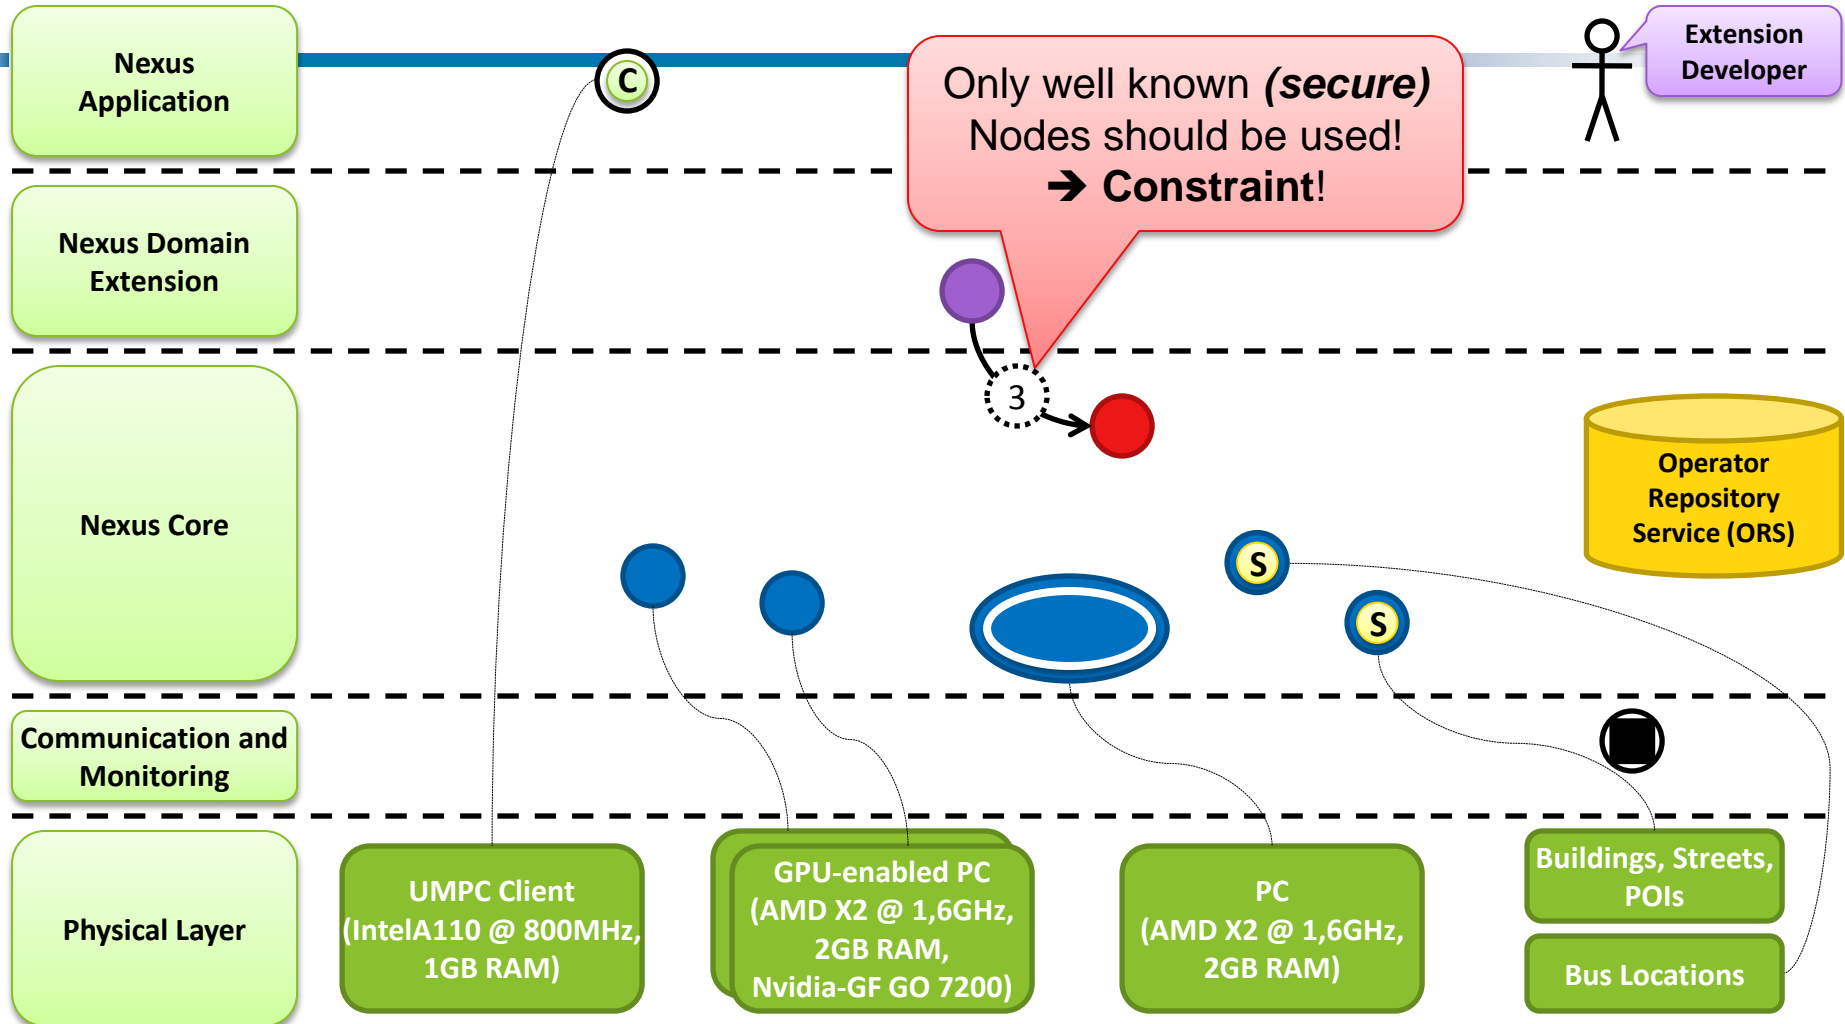 Nexus
Application
C
Only well known (secure)
Nodes should be used!
➔ Constraint!
Extension
Developer
Nexus Domain
Extension
3
Nexus Core
Operator
Repository
Service (ORS)
S
S
Communication and
Monitoring
Physical Layer
UMPC Client
(IntelA110 @ 800MHz,
1GB RAM)
GPU-enabled PC
(AMD X2 @ 1,6GHz,
2GB RAM,
Nvidia-GF GO 7200)
PC
(AMD X2 @ 1,6GHz,
2GB RAM)
Buildings, Streets,
POIs
Bus Locations